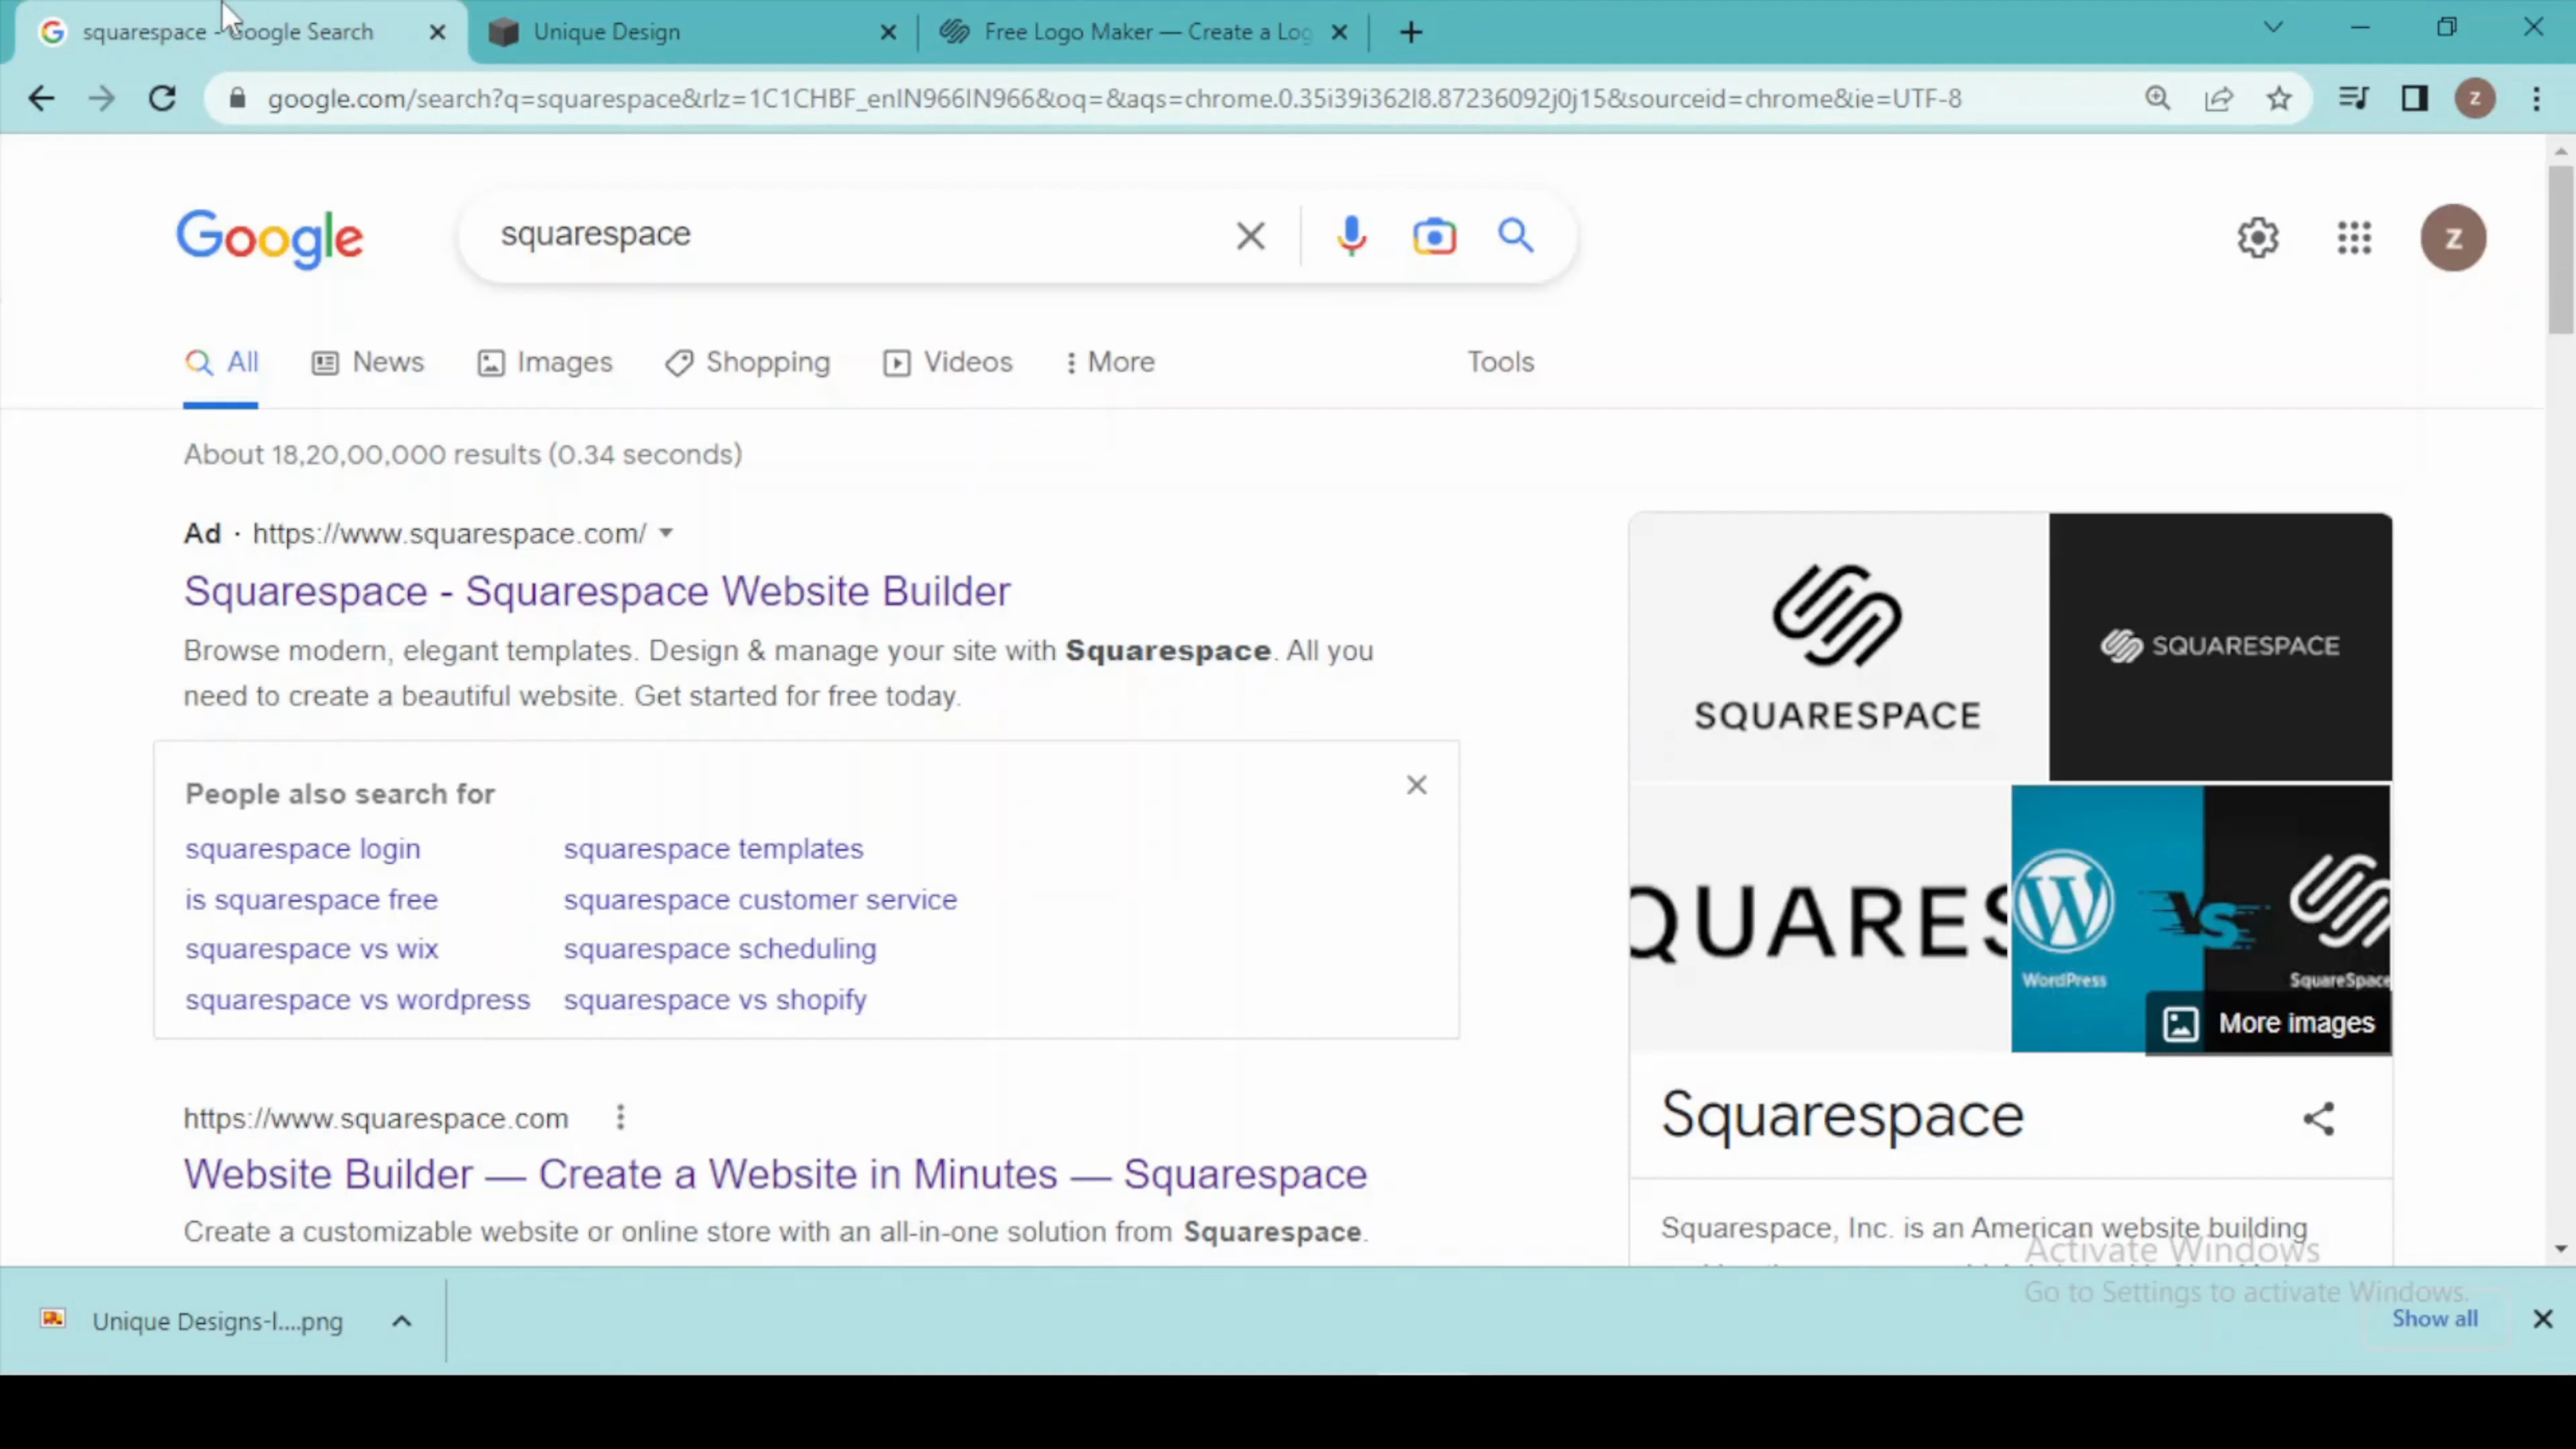 squarespace - Google Search
Unique Design
Free Logo Maker — Create a Log
google.com/search?q=squarespace&rlz=1C1CHBF_enIN966IN966&oq=&aqs=chrome.0.35i39i362l8.87236092j0j15&sourceid=chrome&ie=UTF-8
z
Google
squarespace
z
All
News
Images
Shopping
Videos
More
Tools
About 18,20,00,000 results (0.34 seconds)
Ad · https://www.squarespace.com/
Squarespace - Squarespace Website Builder
Browse modern, elegant templates. Design & manage your site with Squarespace. All you
need to create a beautiful website. Get started for free today.
SQUARESPACE
SQUARESPACE
QUARES
WordPress
VS
SquareSpace
More images
People also search for
squarespace login
squarespace templates
is squarespace free
squarespace customer service
squarespace vs wix
squarespace scheduling
squarespace vs wordpress
squarespace vs shopify
https://www.squarespace.com
Website Builder — Create a Website in Minutes — Squarespace
Create a customizable website or online store with an all-in-one solution from Squarespace.
Squarespace
Squarespace, Inc. is an American website building
Activate Windows
Go to Settings to activate Windows.
Unique Designs-l....png
Show all